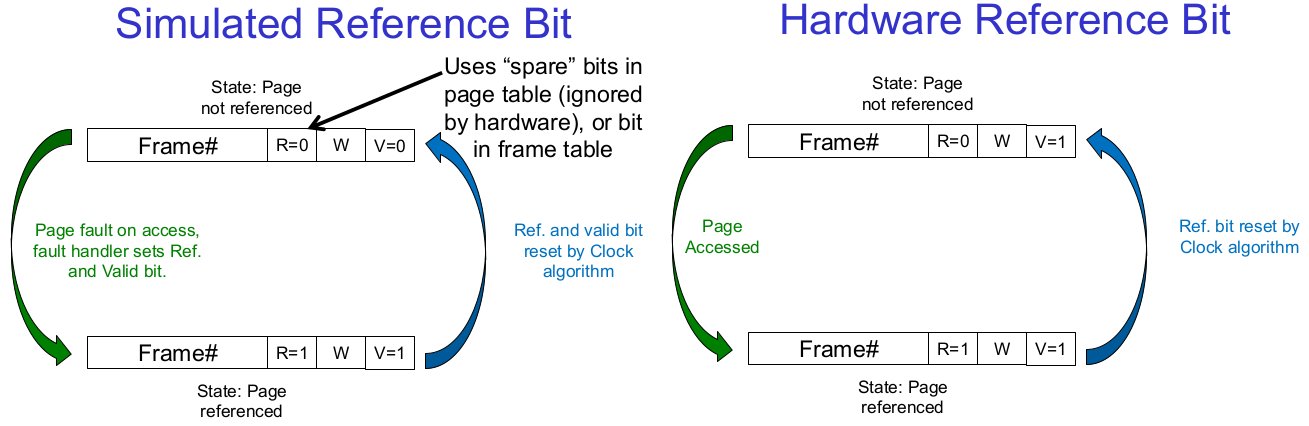 Simulated Reference Bit
State: Page
not referenced
Uses “spare” bits in
page table (ignored
by hardware), or bit
in frame table
Frame# R=0 W V=0
Page fault on access,
fault handler sets Ref.
and Valid bit.
Ref. and valid bit
reset by Clock
algorithm
Frame# R=1 W V=1
State: Page
referenced
Hardware Reference Bit
State: Page
not referenced
Frame# R=0 W V=1
Page
Accessed
Ref. bit reset by
Clock algorithm
Frame# R=1 W V=1
State: Page
referenced